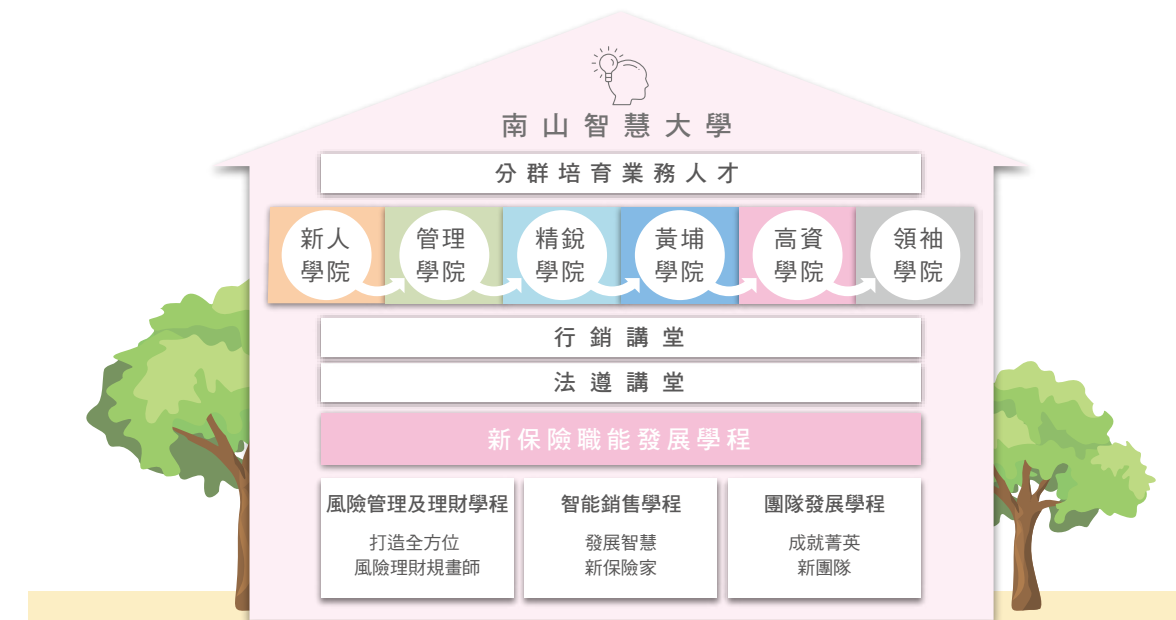 南山智慧大學
分群培育業務人才
新人
學院
管理
學院
精銳
學院
黃埔
學院
高資
學院
領袖
學院
行銷講堂
法遵講堂
新保險職能發展學程
風險管理及理財學程
打造全方位
風險理財規畫師
智能銷售學程
發展智慧
新保險家
團隊發展學程
成就菁英
新團隊